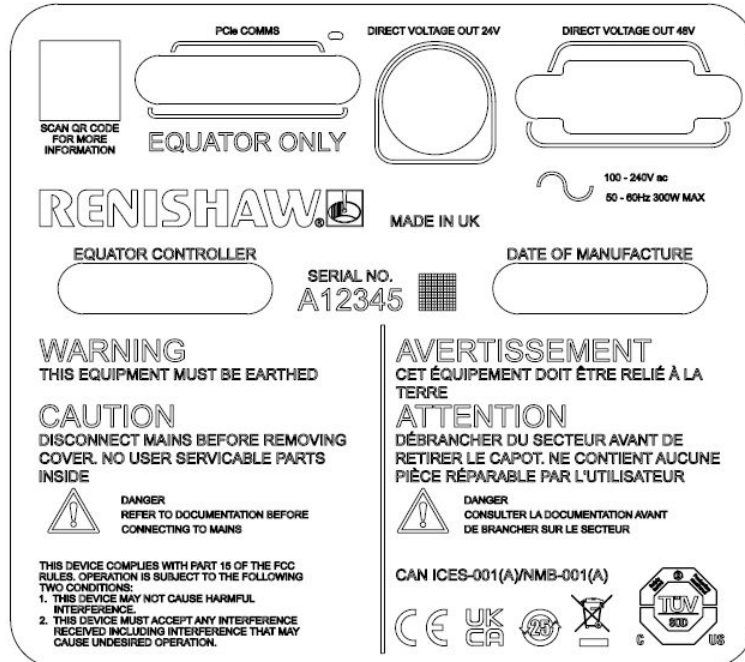 PCIe COMMS
DIRECT VOLTAGE OUT 24V
DIRECT VOLTAGE OUT 48V
SCAN QR CODE
FOR MORE
INFORMATION
EQUATOR ONLY
100 - 240V ac
50 - 60Hz 300W MAX
RENISHAW®
MADE IN UK
EQUATOR CONTROLLER
SERIAL NO.
A12345
DATE OF MANUFACTURE
WARNING
THIS EQUIPMENT MUST BE EARTHED
CAUTION
DISCONNECT MAINS BEFORE REMOVING
COVER. NO USER SERVICABLE PARTS
INSIDE
DANGER
REFER TO DOCUMENTATION BEFORE
CONNECTING TO MAINS
THIS DEVICE COMPLIES WITH PART 15 OF THE FCC
RULES. OPERATION IS SUBJECT TO THE FOLLOWING
TWO CONDITIONS:
1. THIS DEVICE MAY NOT CAUSE HARMFUL
INTERFERENCE.
2. THIS DEVICE MUST ACCEPT ANY INTERFERENCE
RECEIVED INCLUDING INTERFERENCE THAT MAY
CAUSE UNDESIRED OPERATION.
AVERTISSEMENT
CET ÉQUIPEMENT DOIT ÊTRE RELIÉ À LA
TERRE
ATTENTION
DÉBRANCHER DU SECTEUR AVANT DE
RETIRER LE CAPOT. NE CONTIENT AUCUNE
PIÈCE RÉPARABLE PAR L'UTILISATEUR
DANGER
CONSULTER LA DOCUMENTATION AVANT
DE BRANCHER SUR LE SECTEUR
CAN ICES-001(A)/NMB-001(A)
CE
UK
CA
25
TÜV
SÜD
C US